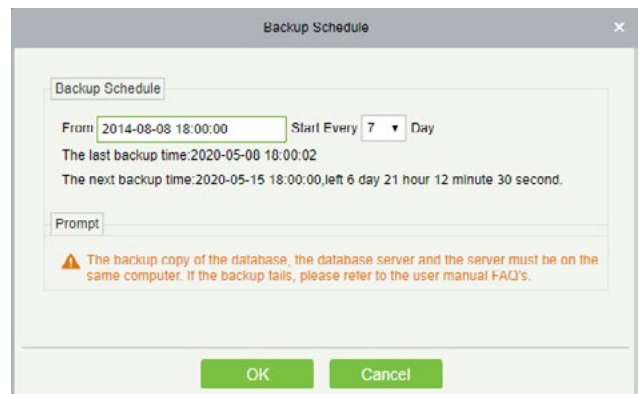 Backup Schedule
×
Backup Schedule
From 2014-08-08 18:00:00 Start Every 7 ▼ Day
The last backup time:2020-05-08 18:00:02
The next backup time:2020-05-15 18:00:00,left 6 day 21 hour 12 minute 30 second.
Prompt
The backup copy of the database, the database server and the server must be on the
same computer. If the backup fails, please refer to the user manual FAQ's.
OK Cancel